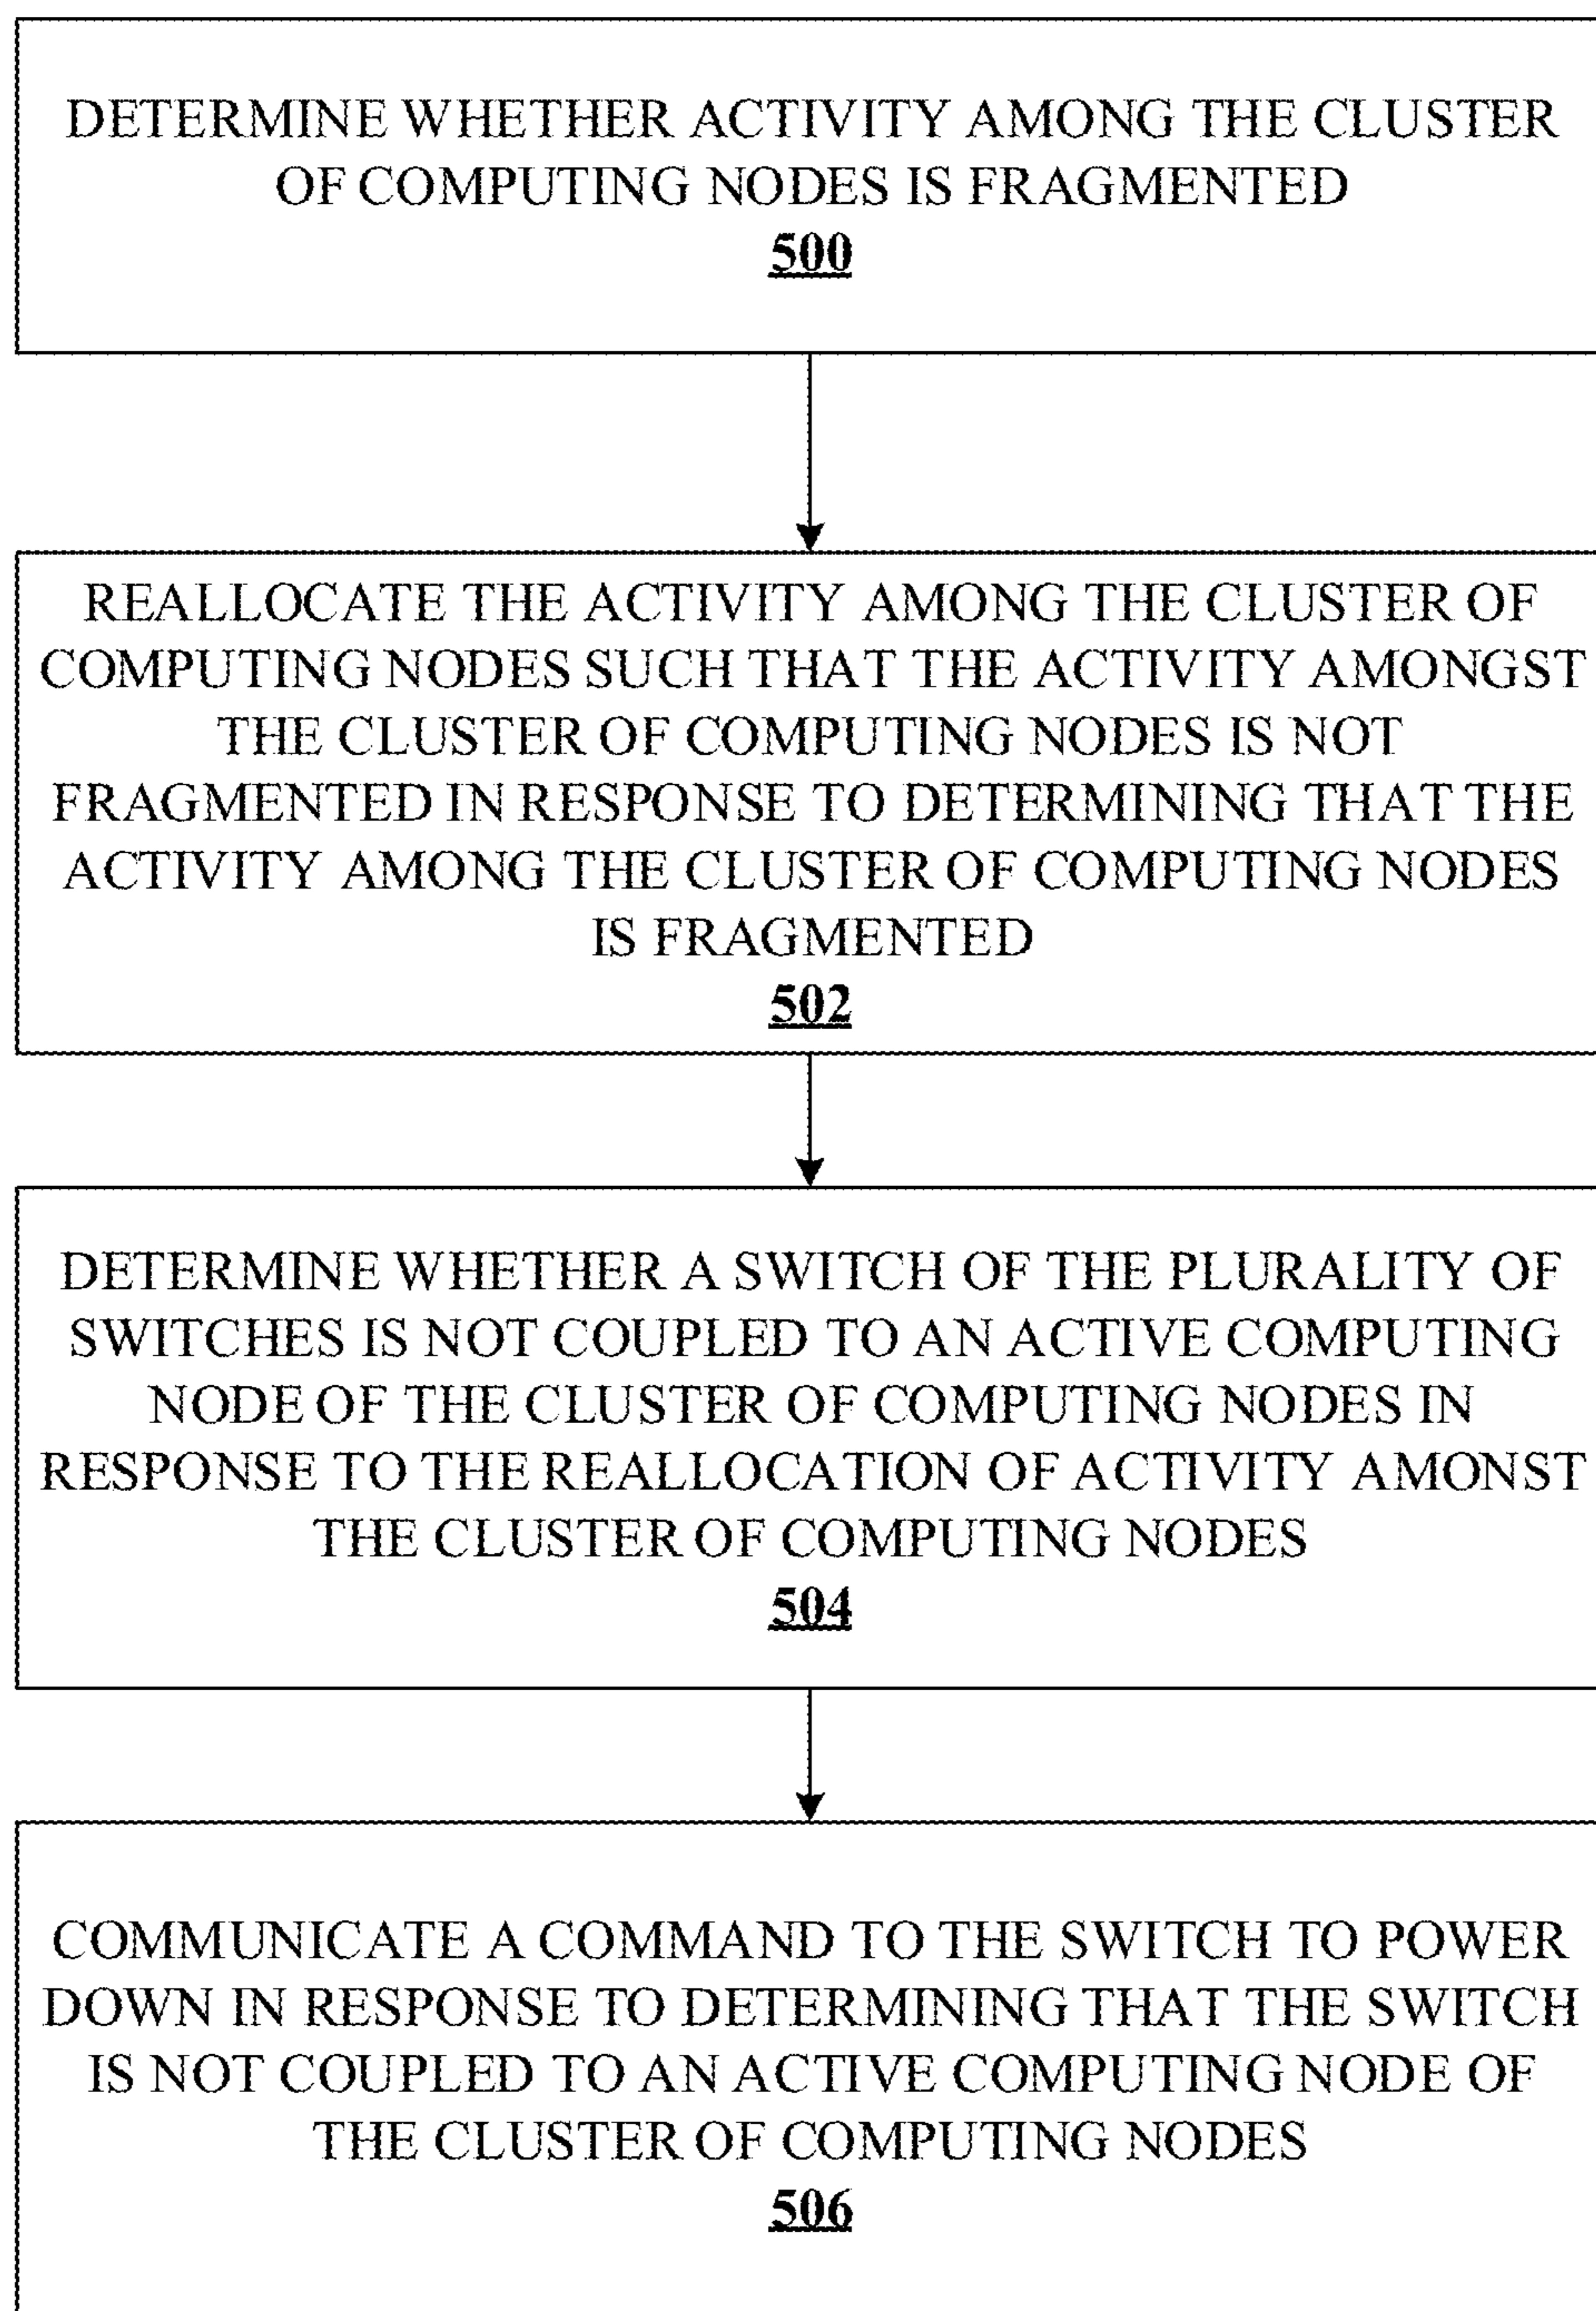 DETERMINE WHETHER ACTIVITY AMONG THE CLUSTER
OF COMPUTING NODES IS FRAGMENTED
500
REALLOCATE THE ACTIVITY AMONG THE CLUSTER OF
COMPUTING NODES SUCH THAT THE ACTIVITY AMONGST
THE CLUSTER OF COMPUTING NODES IS NOT
FRAGMENTED IN RESPONSE TO DETERMINING THAT THE
ACTIVITY AMONG THE CLUSTER OF COMPUTING NODES
IS FRAGMENTED
502
DETERMINE WHETHER A SWITCH OF THE PLURALITY OF
SWITCHES IS NOT COUPLED TO AN ACTIVE COMPUTING
NODE OF THE CLUSTER OF COMPUTING NODES IN
RESPONSE TO THE REALLOCATION OF ACTIVITY AMONST
THE CLUSTER OF COMPUTING NODES
504
COMMUNICATE A COMMAND TO THE SWITCH TO POWER
DOWN IN RESPONSE TO DETERMINING THAT THE SWITCH
IS NOT COUPLED TO AN ACTIVE COMPUTING NODE OF
THE CLUSTER OF COMPUTING NODES
506